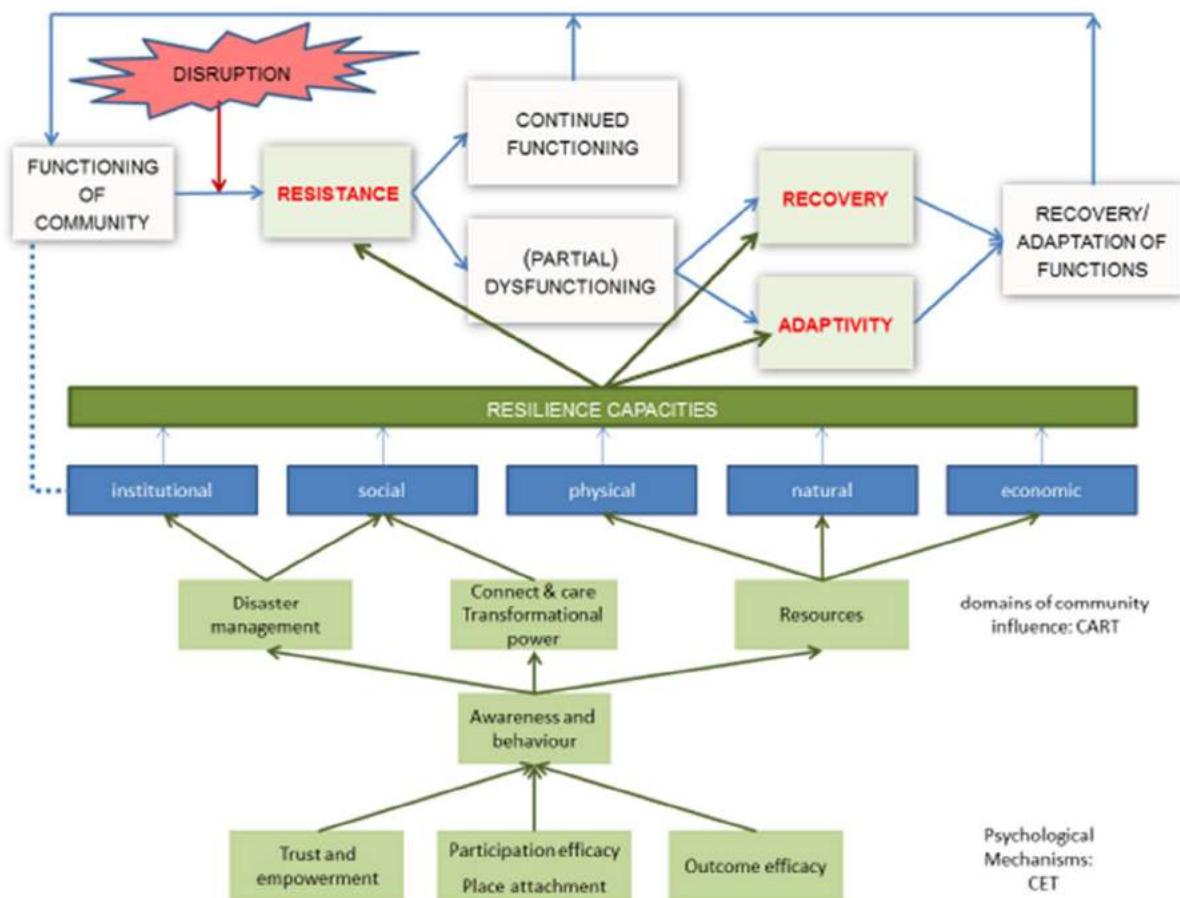 DISRUPTION
CONTINUED
FUNCTIONING
FUNCTIONING
OF
COMMUNITY
RESISTANCE
RECOVERY
RECOVERY/
ADAPTATION OF
FUNCTIONS
(PARTIAL)
DYSFUNCTIONING
ADAPTIVITY
RESILIENCE CAPACITIES
institutional
social
physical
natural
economic
Disaster
management
Connect & care
Transformational
power
Resources
domains of community
influence: CART
Awareness and
behaviour
Trust and
empowerment
Participation efficacy
Place attachment
Outcome efficacy
Psychological
Mechanisms:
CET